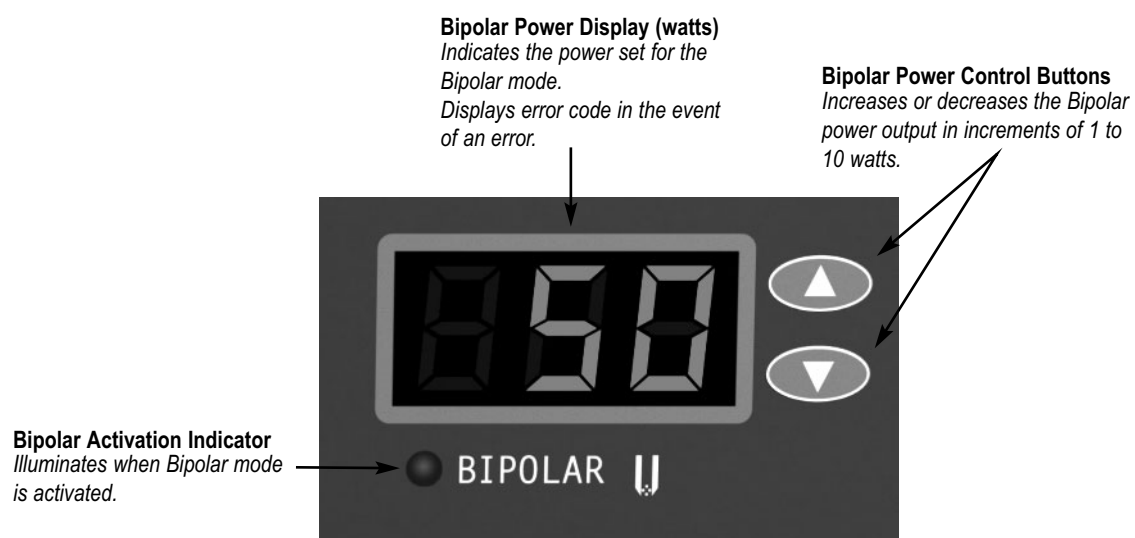 Bipolar Power Display (watts)
Indicates the power set for the
Bipolar mode.
Displays error code in the event
of an error.
Bipolar Power Control Buttons
Increases or decreases the Bipolar
power output in increments of 1 to
10 watts.
50
Bipolar Activation Indicator
Illuminates when Bipolar mode
is activated.
BIPOLAR